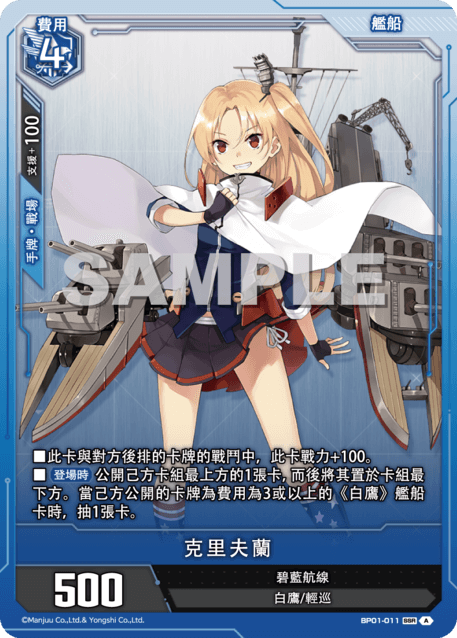 費用
艦船
4
支援+100
手牌・戰場
SAMPLE
■此卡與對方後排的卡牌的戰鬥中，此卡戰力+100。
■ 登場時 公開己方卡組最上方的1張卡, 而後將其置於卡組最
下方。當己方公開的卡牌為費用為3或以上的《白鷹》艦船
卡時，抽1張卡。
克里夫蘭
500
碧藍航線
白鷹/輕巡
©Manjuu Co.,Ltd.& Yongshi Co.,Ltd.
BP01-011 SSR A